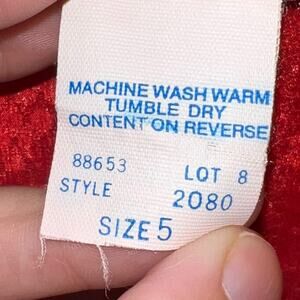 MACHINE WASH WARM
TUMBLE DRY
CONTENT ON REVERSE
88653 LOT 8
STYLE 2080
SIZE 5